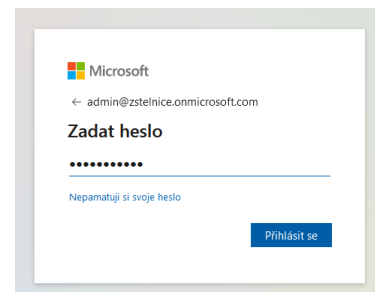 Microsoft
← admin@zstelnice.onmicrosoft.com
Zadat heslo
•••••••••••
Nepamatuji si svoje heslo
Přihlásit se